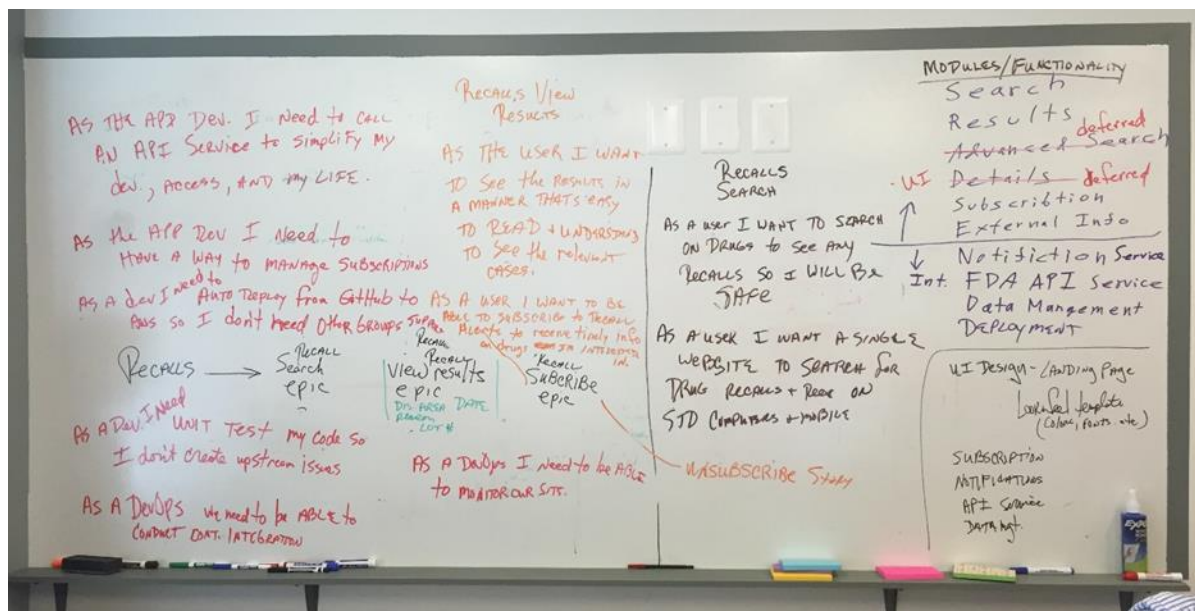 AS THE APP DEV. I NEED TO CALL
AN API SERVICE to SIMPLIFY MY
dev., ACCESS, AND MY LIFE.
AS the APP DEV I NEED to
HAVE A WAY to MANAGE SUBSCRIPTIONS
AS A dev I need to
AUTO DEPLOY from GITHUB to
AWS SO I don't NEED OTHER GROUPS
RECALLS →
RECALL
Search
epic
Recall
View results
epic
AREA DATE
LOT #
RECALL
SUBCRIBE
epic
AS A Dev. I Need
UNIT TEST my code so
I don't create upstream issues
AS A DevOps we need to be ABLE to
CONDUCT CONT. INTEGRATION
AS A DevOps I need to be ABLE
to MONITOR OUR SITE.
RECALLS View
RESULTS
AS THE USER I WANT
TO See the RESULTS IN
A MANNER THATS EASY
TO READ +
TO SEE the relevent
CASES.
AS A USER I WANT TO BE
ABLE TO SUBSCRIBE to RECALL
Alerts to receive timely info
on drugs I'M INTERESTED
IN.
UNSUBSCRIBE STORY
RECALLS
SEARCH
AS A user I WANT TO SEARCH
ON DRUGS to SEE ANY
RECALLS SO I WILL BE
SAFE
AS A USER I WANT A SINGLE
WEBSITE TO SEARCH for
DRUG RECALLS + ON
STD COMPUTERS + MOBILE
MODULES/FUNCTIONALITY
Search
Results
deferred
Advanced Search
UI Details deferred
Subscribtion
External Info
Notifiction Service
Int. FDA API Service
Data Mangement
DEPLOYMENT
UI DESIGN - LANDING PAGE
Look/feel template
(Colors, fonts. etc)
SUBSCRIPTION
NOTIFICATIONS
API Service
DATA Mgt.
EXPO